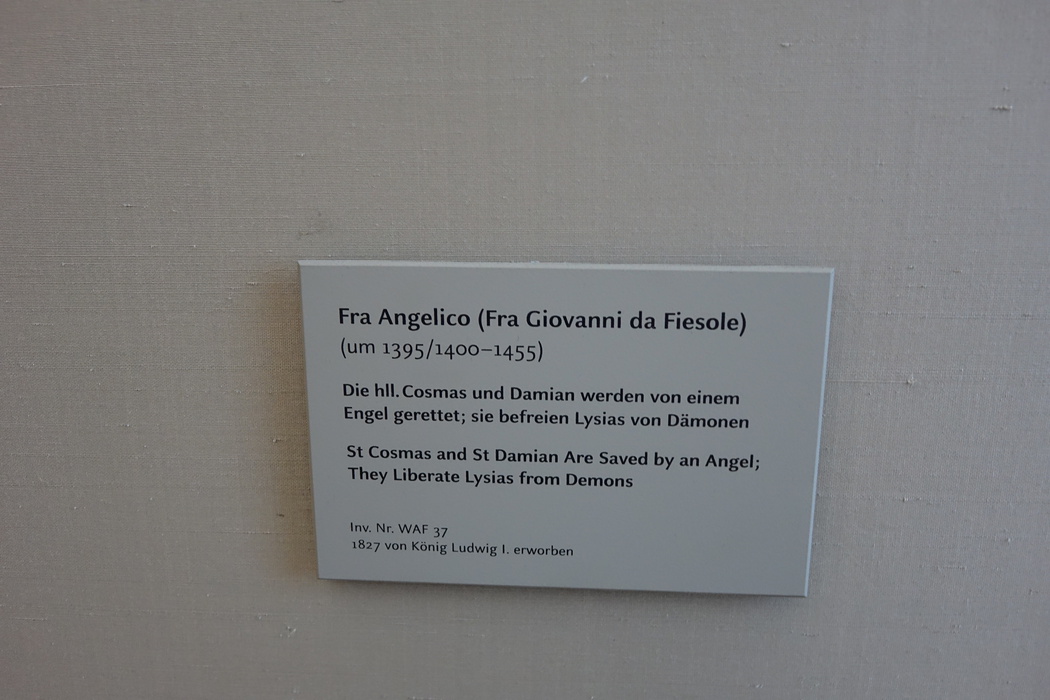 Fra Angelico (Fra Giovanni da Fiesole)
(um 1395/1400–1455)
Die hll. Cosmas und Damian werden von einem
Engel gerettet; sie befreien Lysias von Dämonen
St Cosmas and St Damian Are Saved by an Angel;
They Liberate Lysias from Demons
Inv. Nr. WAF 37
1827 von König Ludwig I. erworben